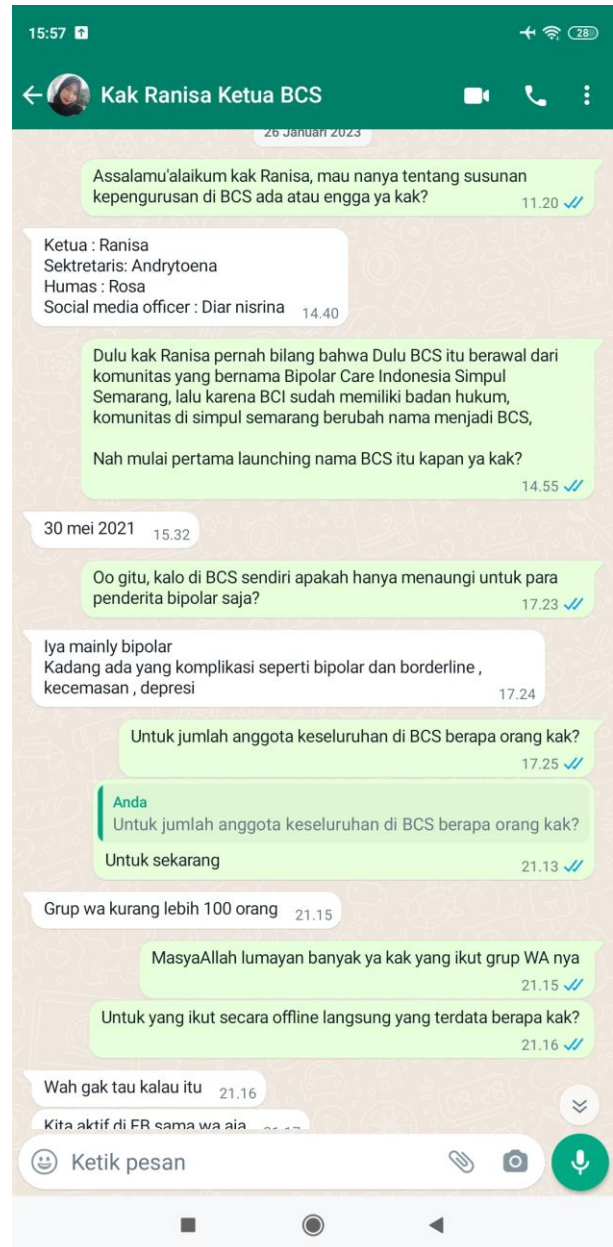 15:57
28
Kak Ranisa Ketua BCS
26 Januari 2023
Assalamu'alaikum kak Ranisa, mau nanya tentang susunan
kepengurusan di BCS ada atau engga ya kak?
11.20
Ketua : Ranisa
Sektretaris: Andrytoena
Humas : Rosa
Social media officer : Diar nisrina 14.40
Dulu kak Ranisa pernah bilang bahwa Dulu BCS itu berawal dari
komunitas yang bernama Bipolar Care Indonesia Simpul
Semarang, lalu karena BCI sudah memiliki badan hukum,
komunitas di simpul semarang berubah nama menjadi BCS,
Nah mulai pertama launching nama BCS itu kapan ya kak?
14.55
30 mei 2021 15.32
Oo gitu, kalo di BCS sendiri apakah hanya menaungi untuk para
penderita bipolar saja?
17.23
Iya mainly bipolar
Kadang ada yang komplikasi seperti bipolar dan borderline ,
kecemasan , depresi
17.24
Untuk jumlah anggota keseluruhan di BCS berapa orang kak?
17.25
Anda
Untuk jumlah anggota keseluruhan di BCS berapa orang kak?
Untuk sekarang
21.13
Grup wa kurang lebih 100 orang 21.15
MasyaAllah lumayan banyak ya kak yang ikut grup WA nya
21.15
Untuk yang ikut secara offline langsung yang terdata berapa kak?
21.16
Wah gak tau kalau itu 21.16
Kita aktif di FB sama wa aja 21.17
Ketik pesan